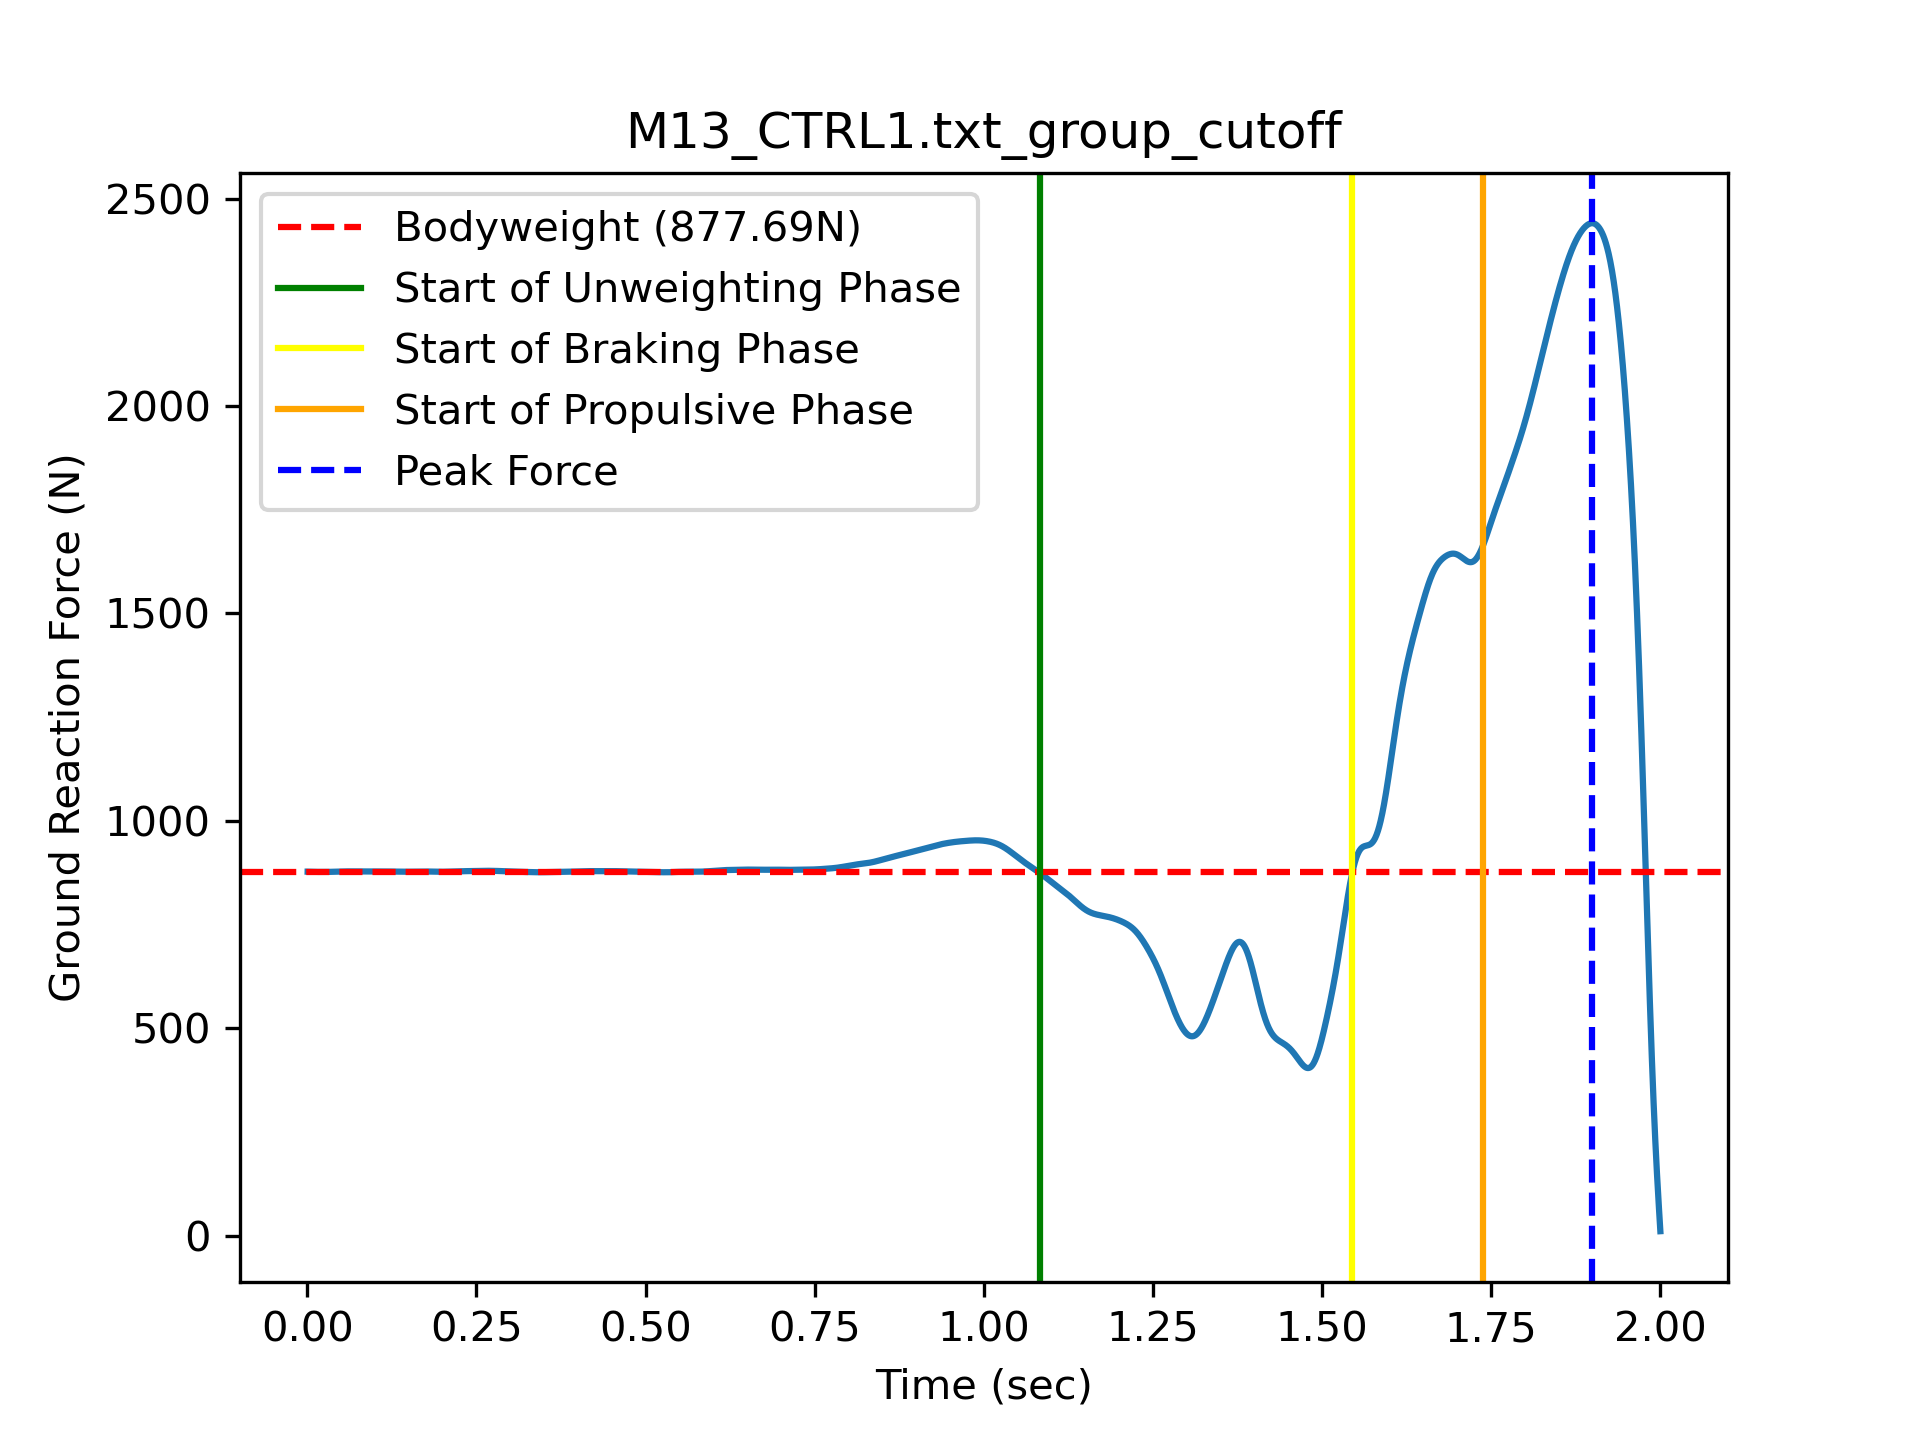 M13_CTRL1.txt_group_cutoff
Bodyweight (877.69N)
Start of Unweighting Phase
Start of Braking Phase
Start of Propulsive Phase
Peak Force
Ground Reaction Force (N)
2500
2000
1500
1000
500
0
0.00 0.25 0.50 0.75 1.00 1.25 1.50 1.75 2.00
Time (sec)